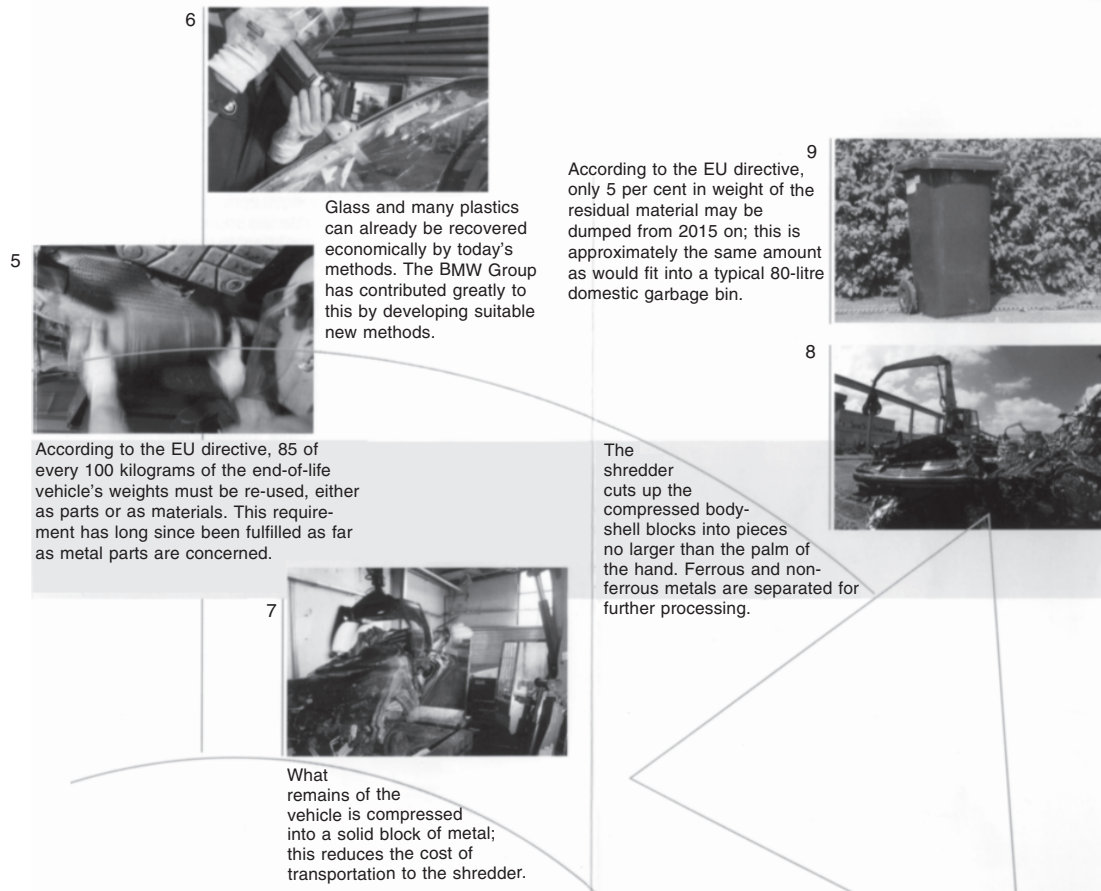 5
According to the EU directive, 85 of
every 100 kilograms of the end-of-life
vehicle's weights must be re-used, either
as parts or as materials. This require-
ment has long since been fulfilled as far
as metal parts are concerned.
6
Glass and many plastics
can already be recovered
economically by today's
methods. The BMW Group
has contributed greatly to
this by developing suitable
new methods.
7
What
remains of the
vehicle is compressed
into a solid block of metal;
this reduces the cost of
transportation to the shredder.
8
The
shredder
cuts up the
compressed body-
shell blocks into pieces
no larger than the palm of
the hand. Ferrous and non-
ferrous metals are separated for
further processing.
9
According to the EU directive,
only 5 per cent in weight of the
residual material may be
dumped from 2015 on; this is
approximately the same amount
as would fit into a typical 80-litre
domestic garbage bin.